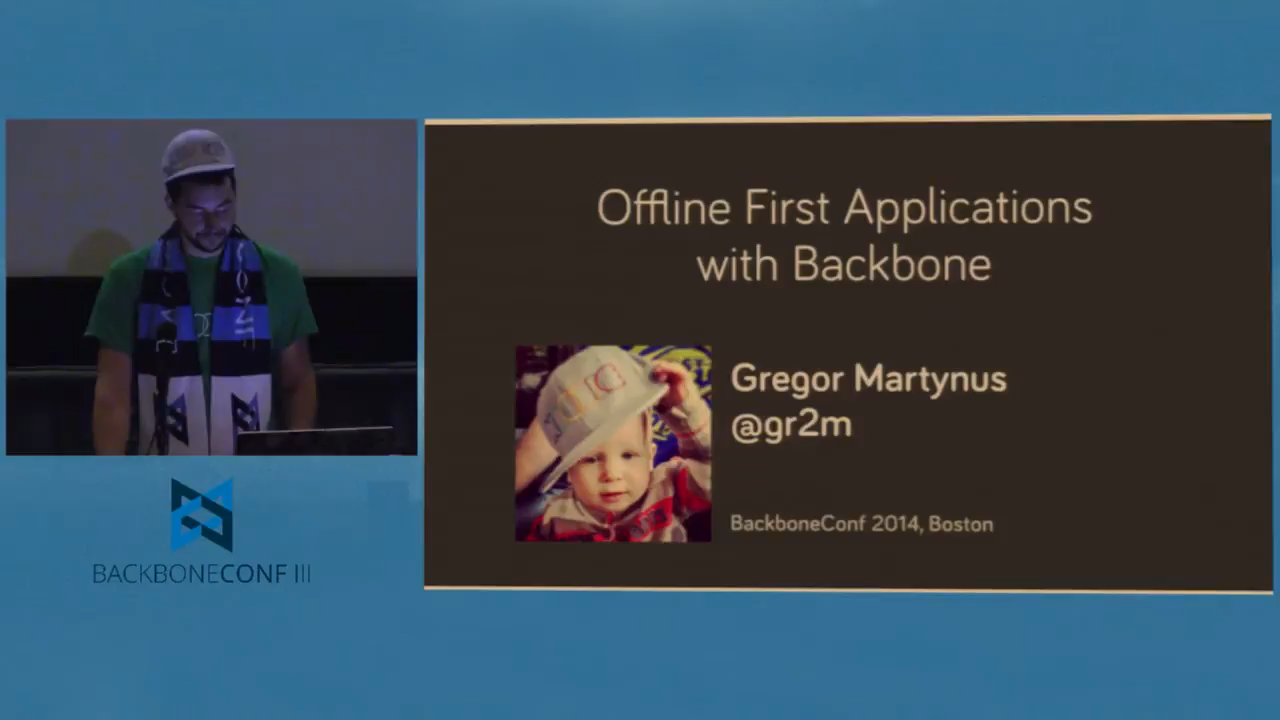 Offline First Applications
with Backbone
Gregor Martynus
@gr2m
BackboneConf 2014, Boston
BACKBONECONF III